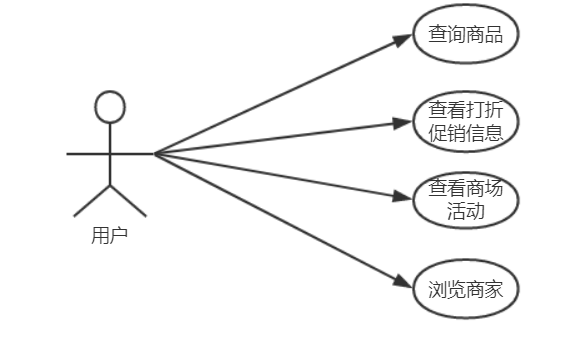 查询商品
查看打折
促销信息
查看商场
活动
用户
浏览商家